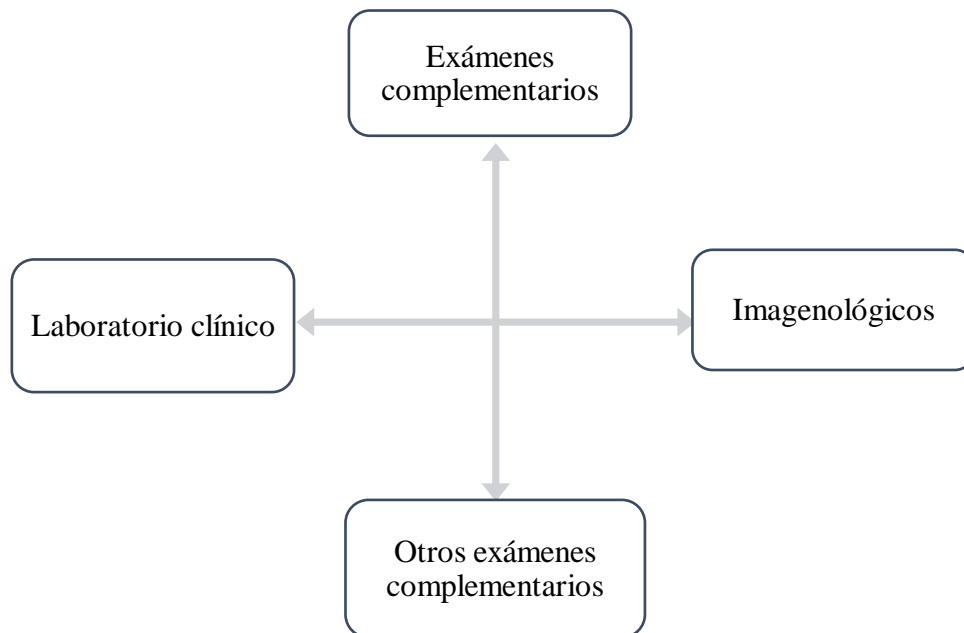 Exámenes
complementarios
Laboratorio clínico
Imagenológicos
Otros exámenes
complementarios